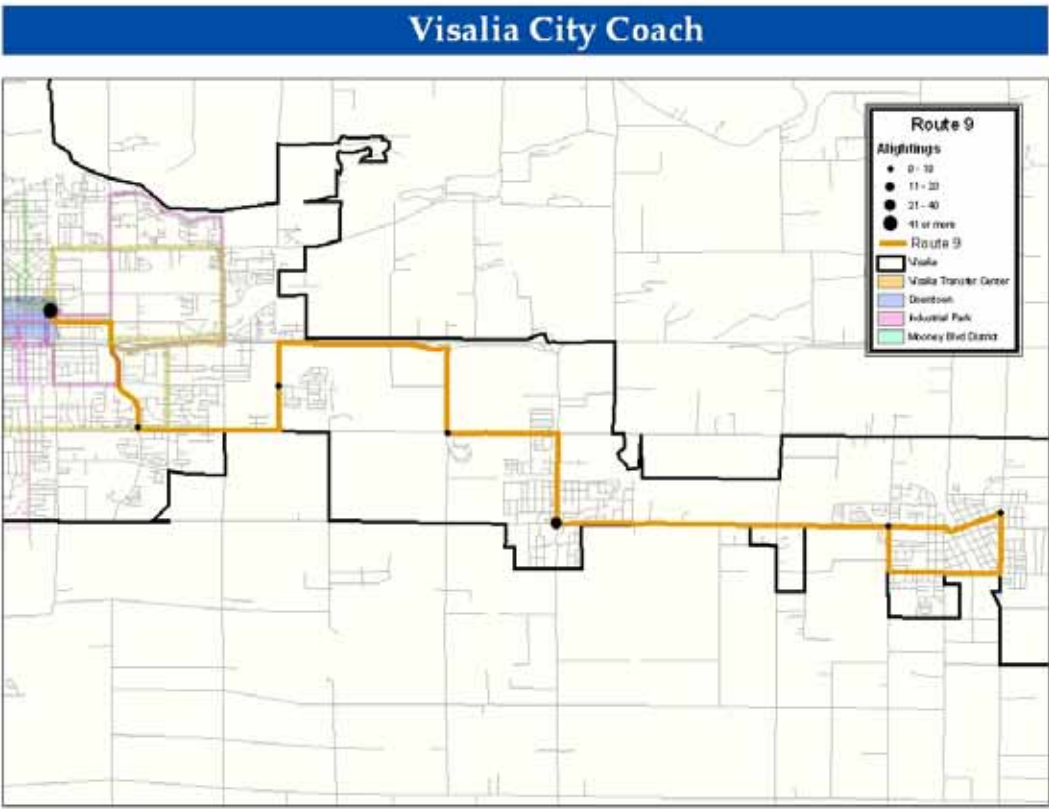 Visalia City Coach
Route 9
Alightings
0 - 10
11 - 20
21 - 40
41 or more
Route 9
Visalia
Visalia Transfer Center
Downtown
Industrial Park
Mooney Blvd District